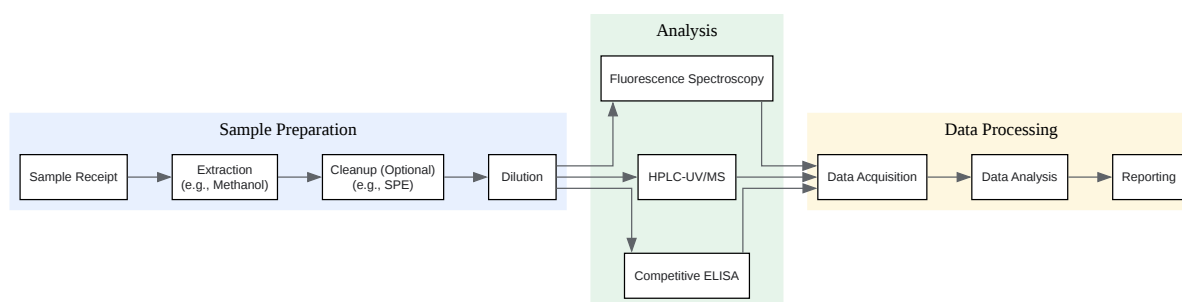 Analysis
Fluorescence Spectroscopy
Sample Preparation
Data Processing
Sample Receipt
Extraction
(e.g., Methanol)
Cleanup (Optional)
(e.g., SPE)
Dilution
HPLC-UV/MS
Data Acquisition
Data Analysis
Reporting
Competitive ELISA